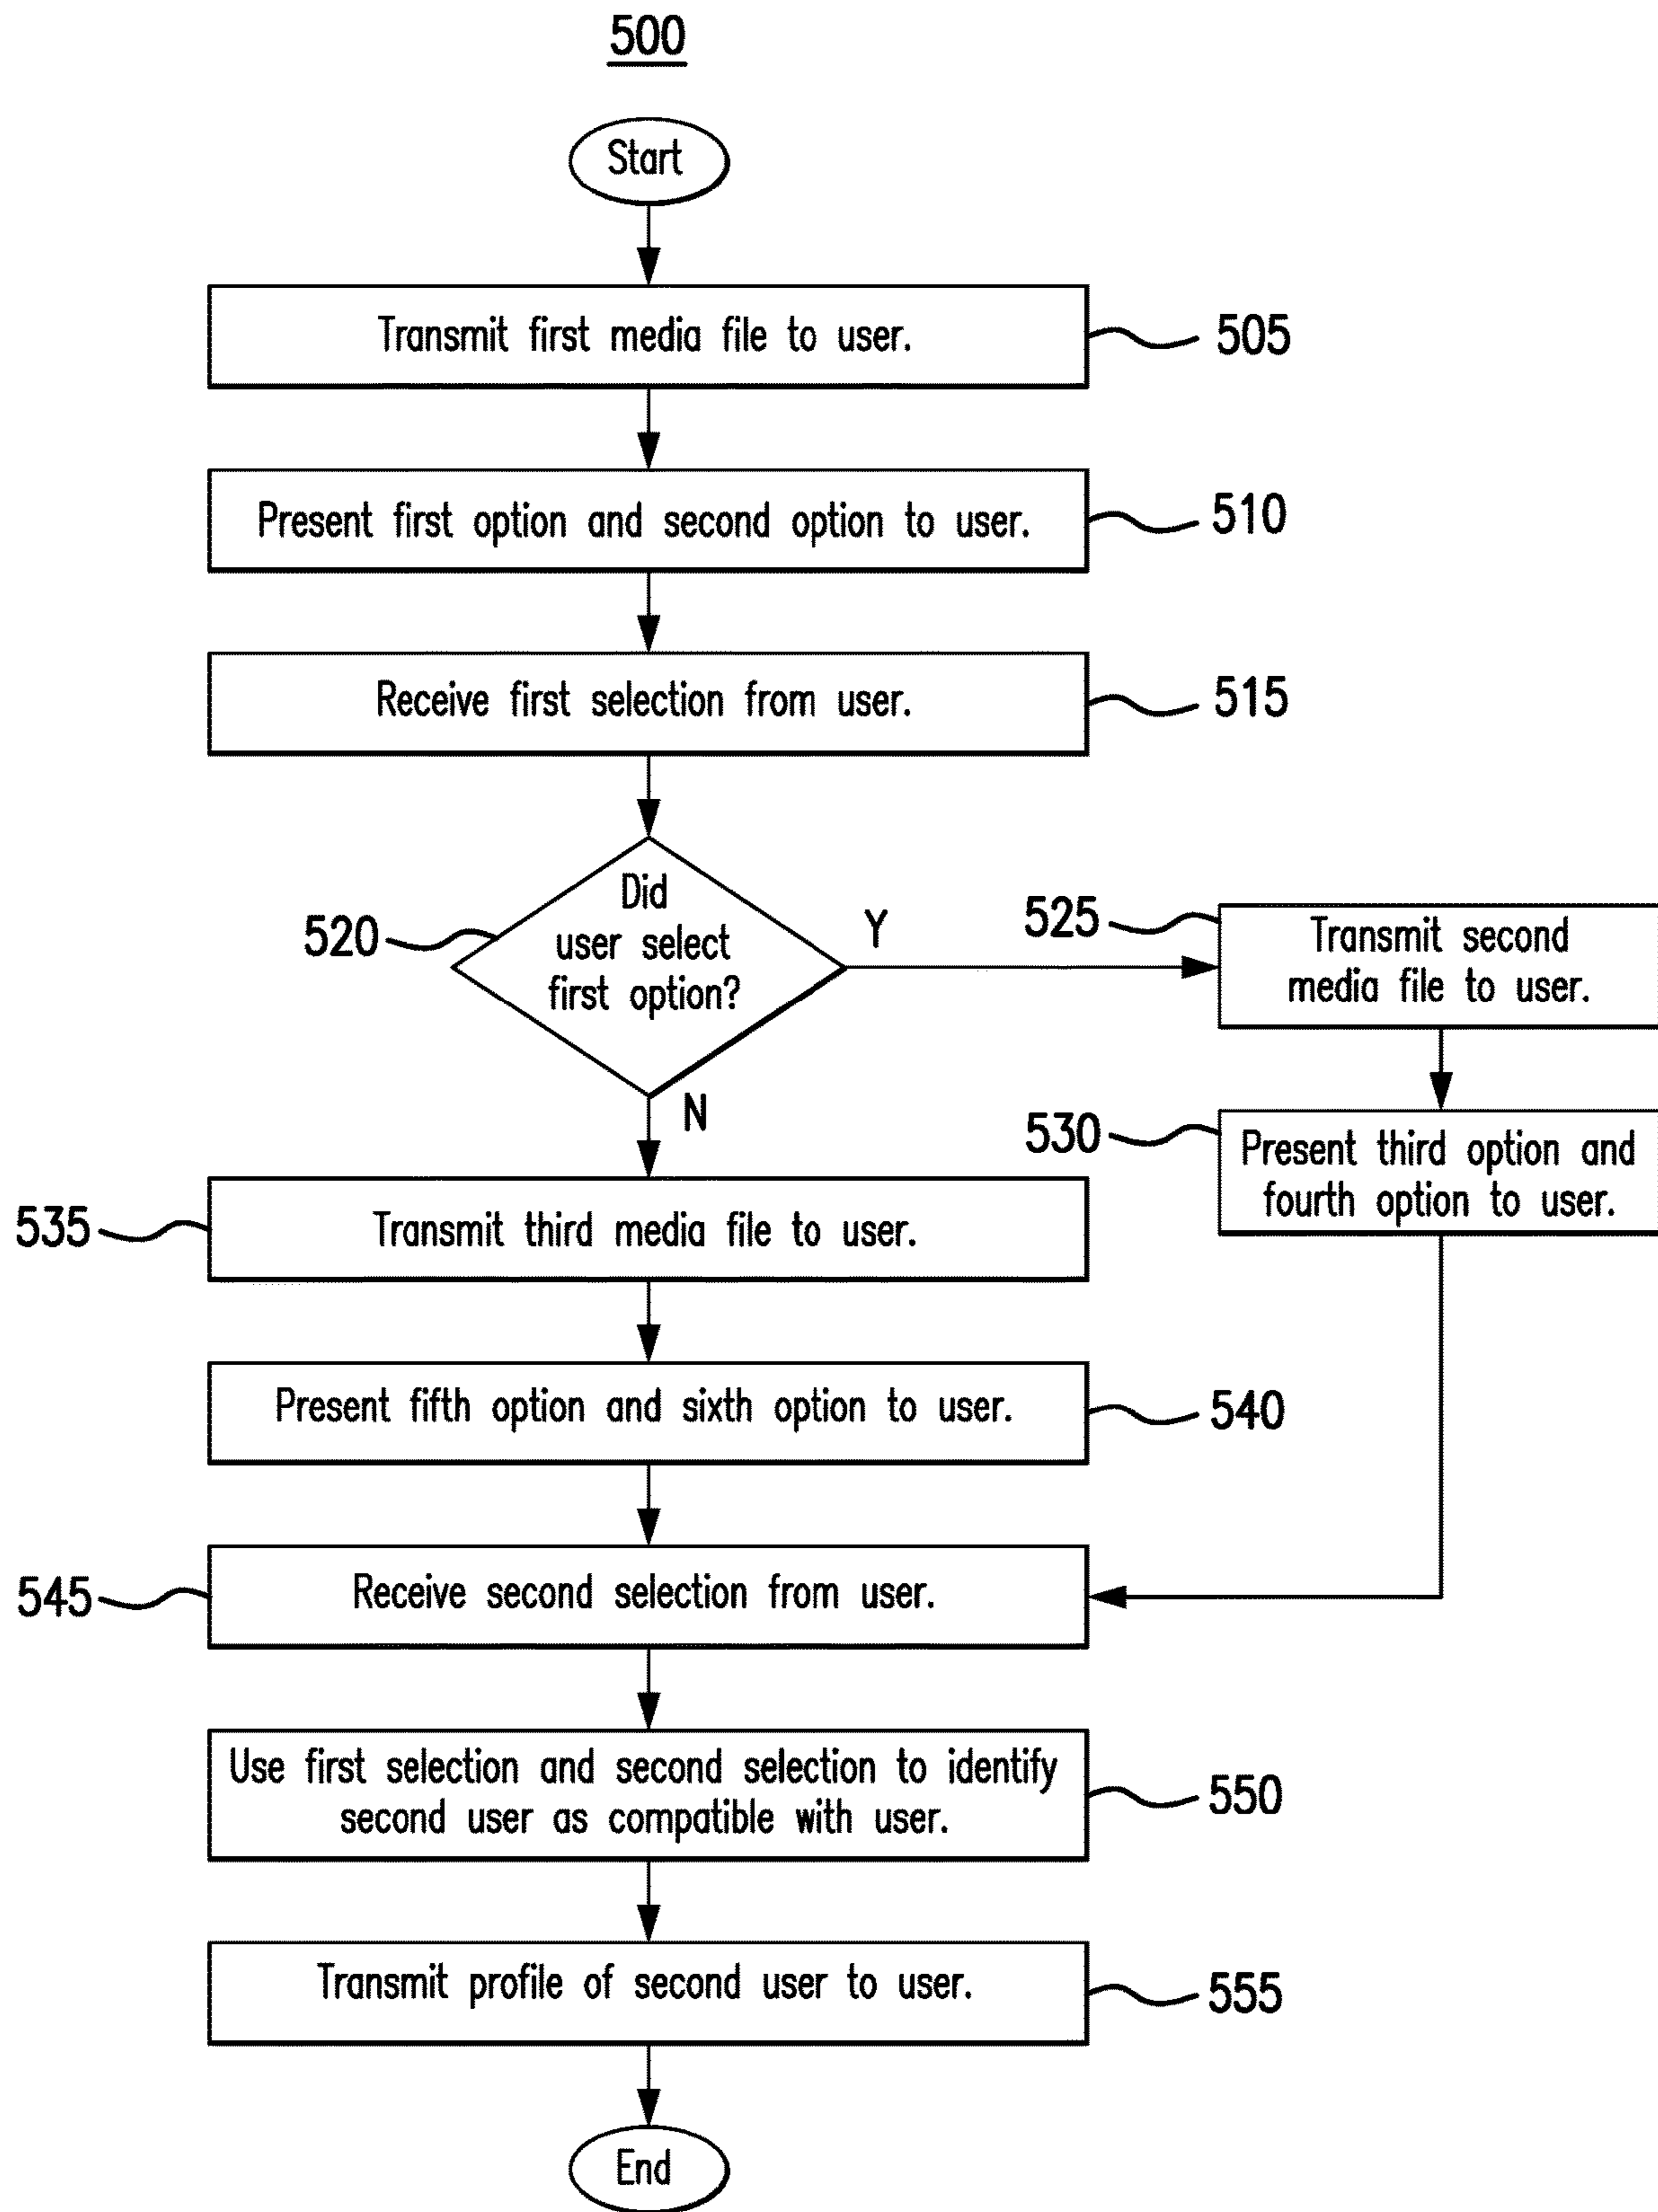 500
Start
Transmit first media file to user.
505
Present first option and second option to user.
510
Receive first selection from user.
515
Did
user select
first option?
520
Y
N
525
Transmit second
media file to user.
530
Present third option and
fourth option to user.
535
Transmit third media file to user.
Present fifth option and sixth option to user.
540
545
Receive second selection from user.
Use first selection and second selection to identify
second user as compatible with user.
550
Transmit profile of second user to user.
555
End